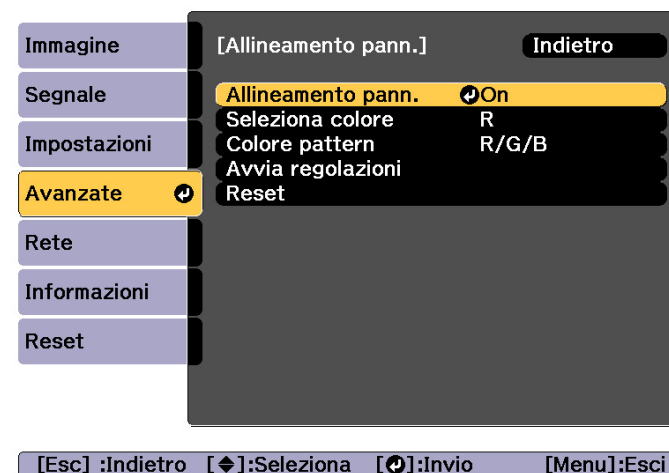 Immagine
Segnale
Impostazioni
Avanzate
Rete
Informazioni
Reset
[Allineamento pann.] Indietro
Allineamento pann. On
Seleziona colore R
Colore pattern R/G/B
Avvia regolazioni
Reset
[Esc] :Indietro [◆]:Seleziona [↵]:Invio [Menu]:Esci